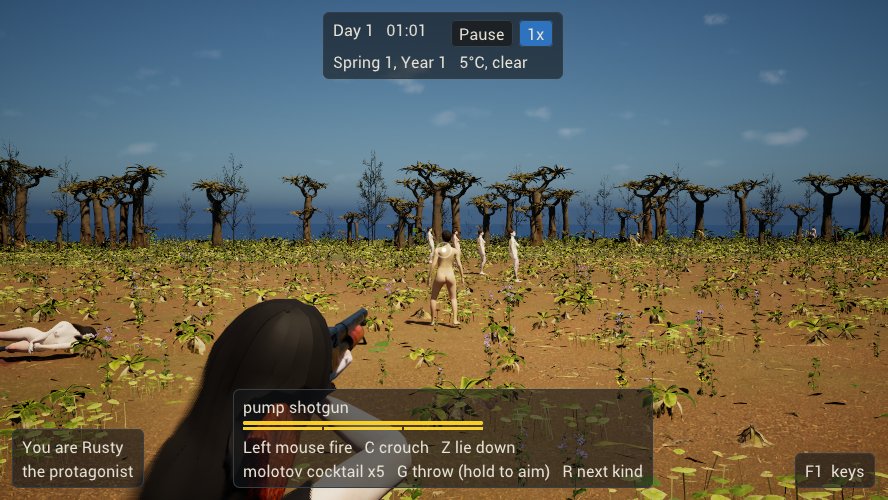 Day 1 01:01 Pause 1x
Spring 1, Year 1 5°C, clear
pump shotgun
Left mouse fire C crouch Z lie down
molotov cocktail x5 G throw (hold to aim) R next kind
You are Rusty
the protagonist
F1 keys